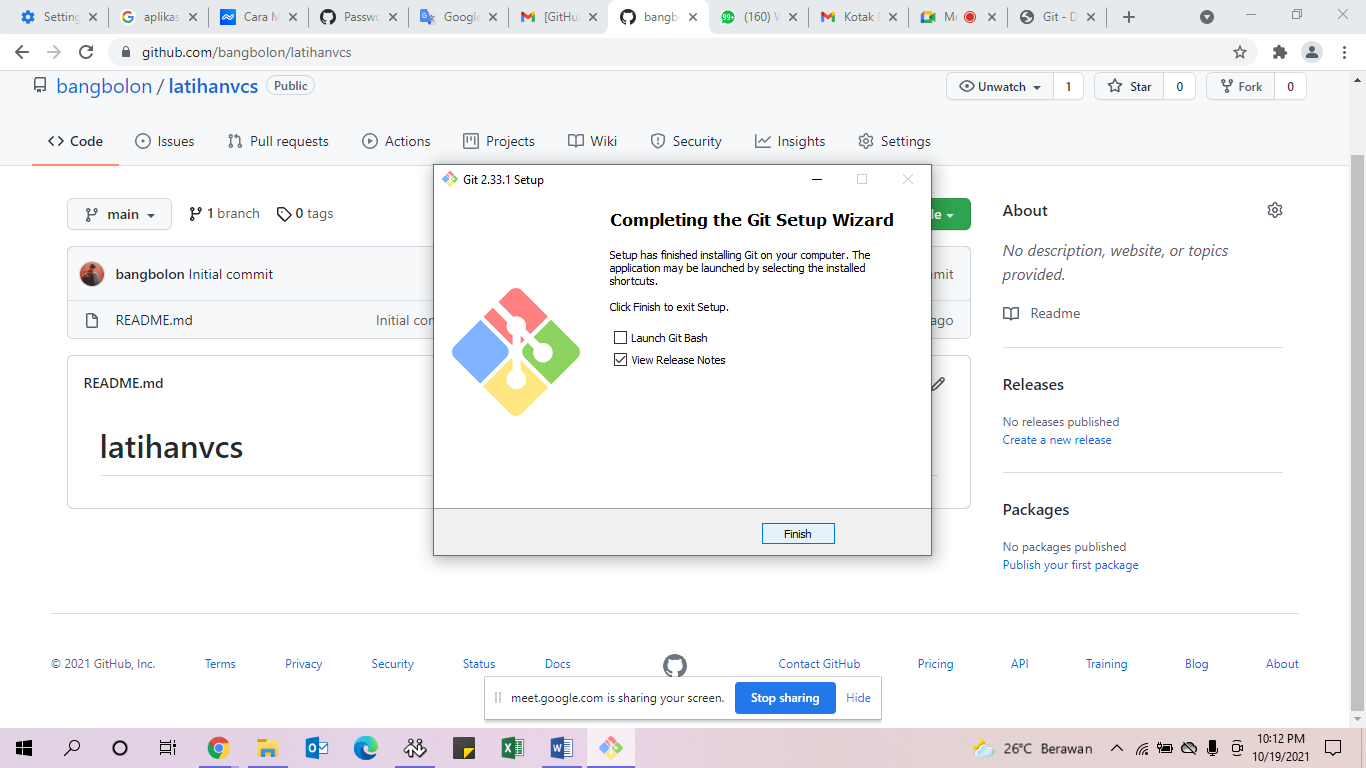 Setting
aplikas
Cara M
Passwo
Google
[GitHub
bangbo
(160) W
Kotak
Me
Git - D
github.com/bangbolon/latihanvcs
bangbolon / latihanvcs Public
Unwatch 1
Star 0
Fork 0
Code
Issues
Pull requests
Actions
Projects
Wiki
Security
Insights
Settings
Git 2.33.1 Setup
main
1 branch
0 tags
Completing the Git Setup Wizard
About
Setup has finished installing Git on your computer. The
application may be launched by selecting the installed
shortcuts.
No description, website, or topics
provided.
bangbolon Initial commit
Click Finish to exit Setup.
README.md
Initial con
ago
Readme
Launch Git Bash
View Release Notes
README.md
Releases
latihanvcs
No releases published
Create a new release
Packages
Finish
No packages published
Publish your first package
© 2021 GitHub, Inc.
Terms
Privacy
Security
Status
Docs
Contact GitHub
Pricing
API
Training
Blog
About
meet.google.com is sharing your screen.
Stop sharing
Hide
26°C Berawan
10:12 PM
10/19/2021